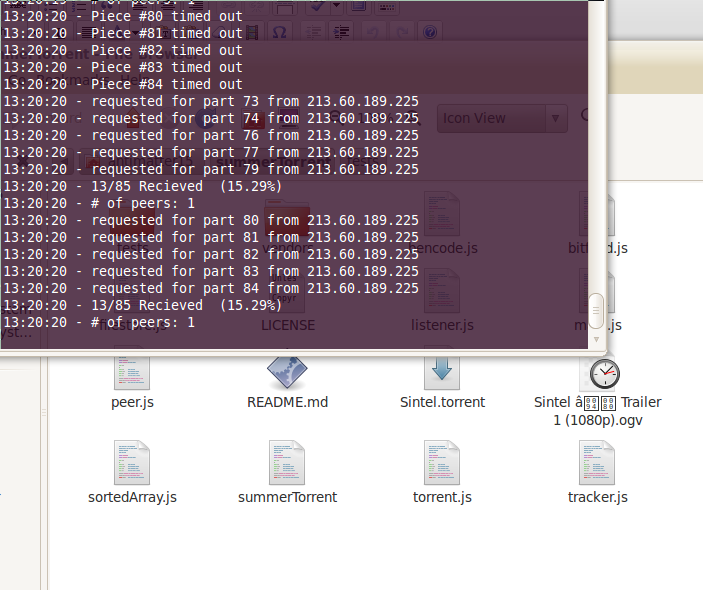 13:20:20 - # of peers: 1
13:20:20 - Piece #80 timed out
13:20:20 - Piece #81 timed out
13:20:20 - Piece #82 timed out
13:20:20 - Piece #83 timed out
13:20:20 - Piece #84 timed out
13:20:20 - requested for part 73 from 213.60.189.225
13:20:20 - requested for part 74 from 213.60.189.225
13:20:20 - requested for part 76 from 213.60.189.225
13:20:20 - requested for part 77 from 213.60.189.225
13:20:20 - requested for part 79 from 213.60.189.225
13:20:20 - 13/85 Recieved (15.29%)
13:20:20 - # of peers: 1
13:20:20 - requested for part 80 from 213.60.189.225
13:20:20 - requested for part 81 from 213.60.189.225
13:20:20 - requested for part 82 from 213.60.189.225
13:20:20 - requested for part 83 from 213.60.189.225
13:20:20 - requested for part 84 from 213.60.189.225
13:20:20 - 13/85 Recieved (15.29%)
13:20:20 - # of peers: 1
Icon View
summerTorrent
tests
vendors
bencode.js
LICENSE
listener.js
peer.js
README.md
Sintel.torrent
Sintel â Trailer
1 (1080p).ogv
sortedArray.js
summerTorrent
torrent.js
tracker.js